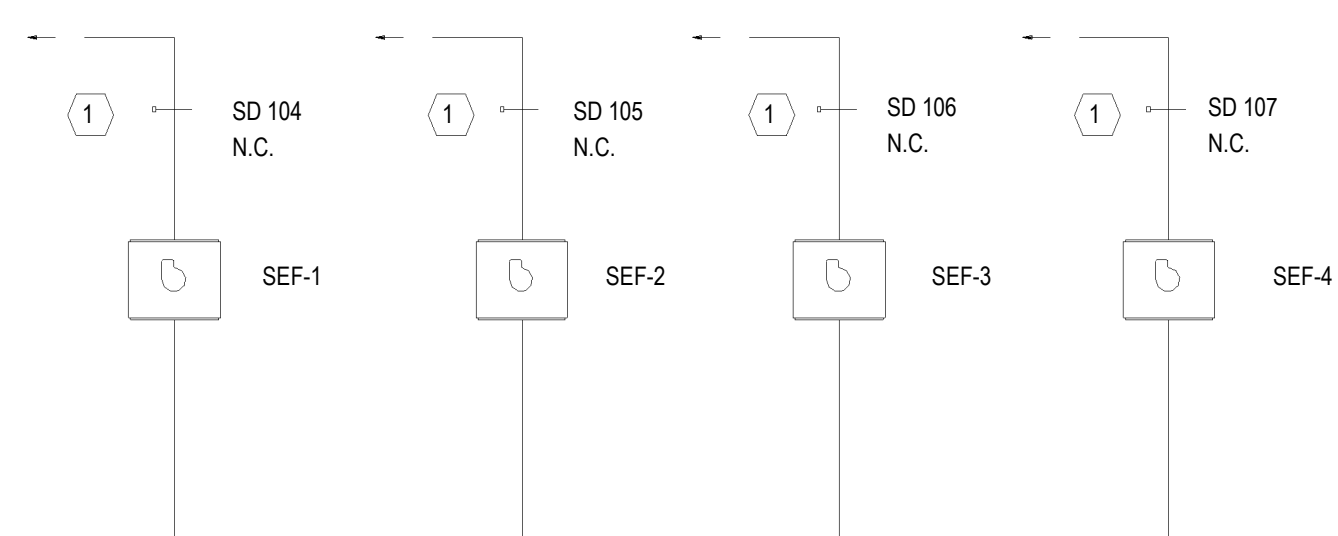 1 SD 104 1 SD 105 1 SD 106 1 SD 107
N.C. N.C. N.C. N.C.
SEF-1 SEF-2 SEF-3 SEF-4